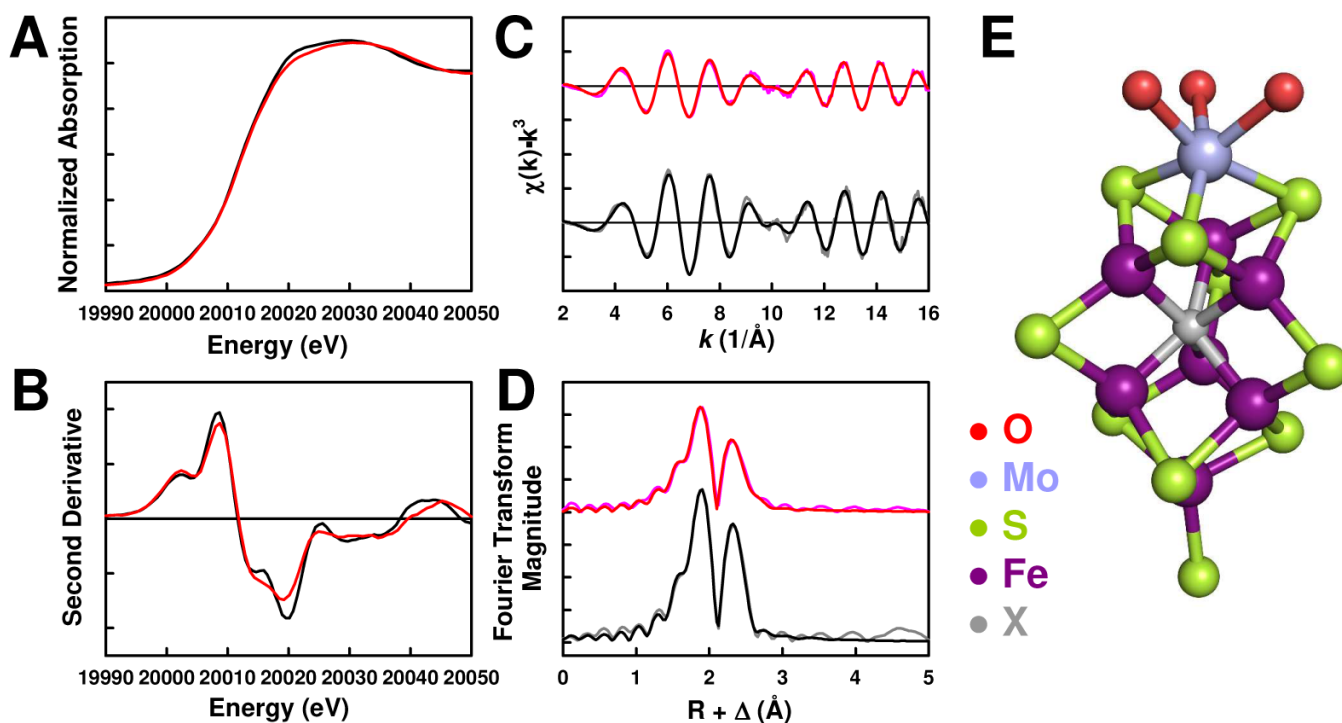 A
Normalized Absorption
19990 20000 20010 20020 20030 20040 20050
Energy (eV)
B
Second Derivative
19990 20000 20010 20020 20030 20040 20050
Energy (eV)
C
χ(k)▪k³
2 4 6 8 10 12 14 16
k (1/Å)
D
Fourier Transform
Magnitude
0 1 2 3 4 5
R + Δ (Å)
E
O
Mo
S
Fe
X